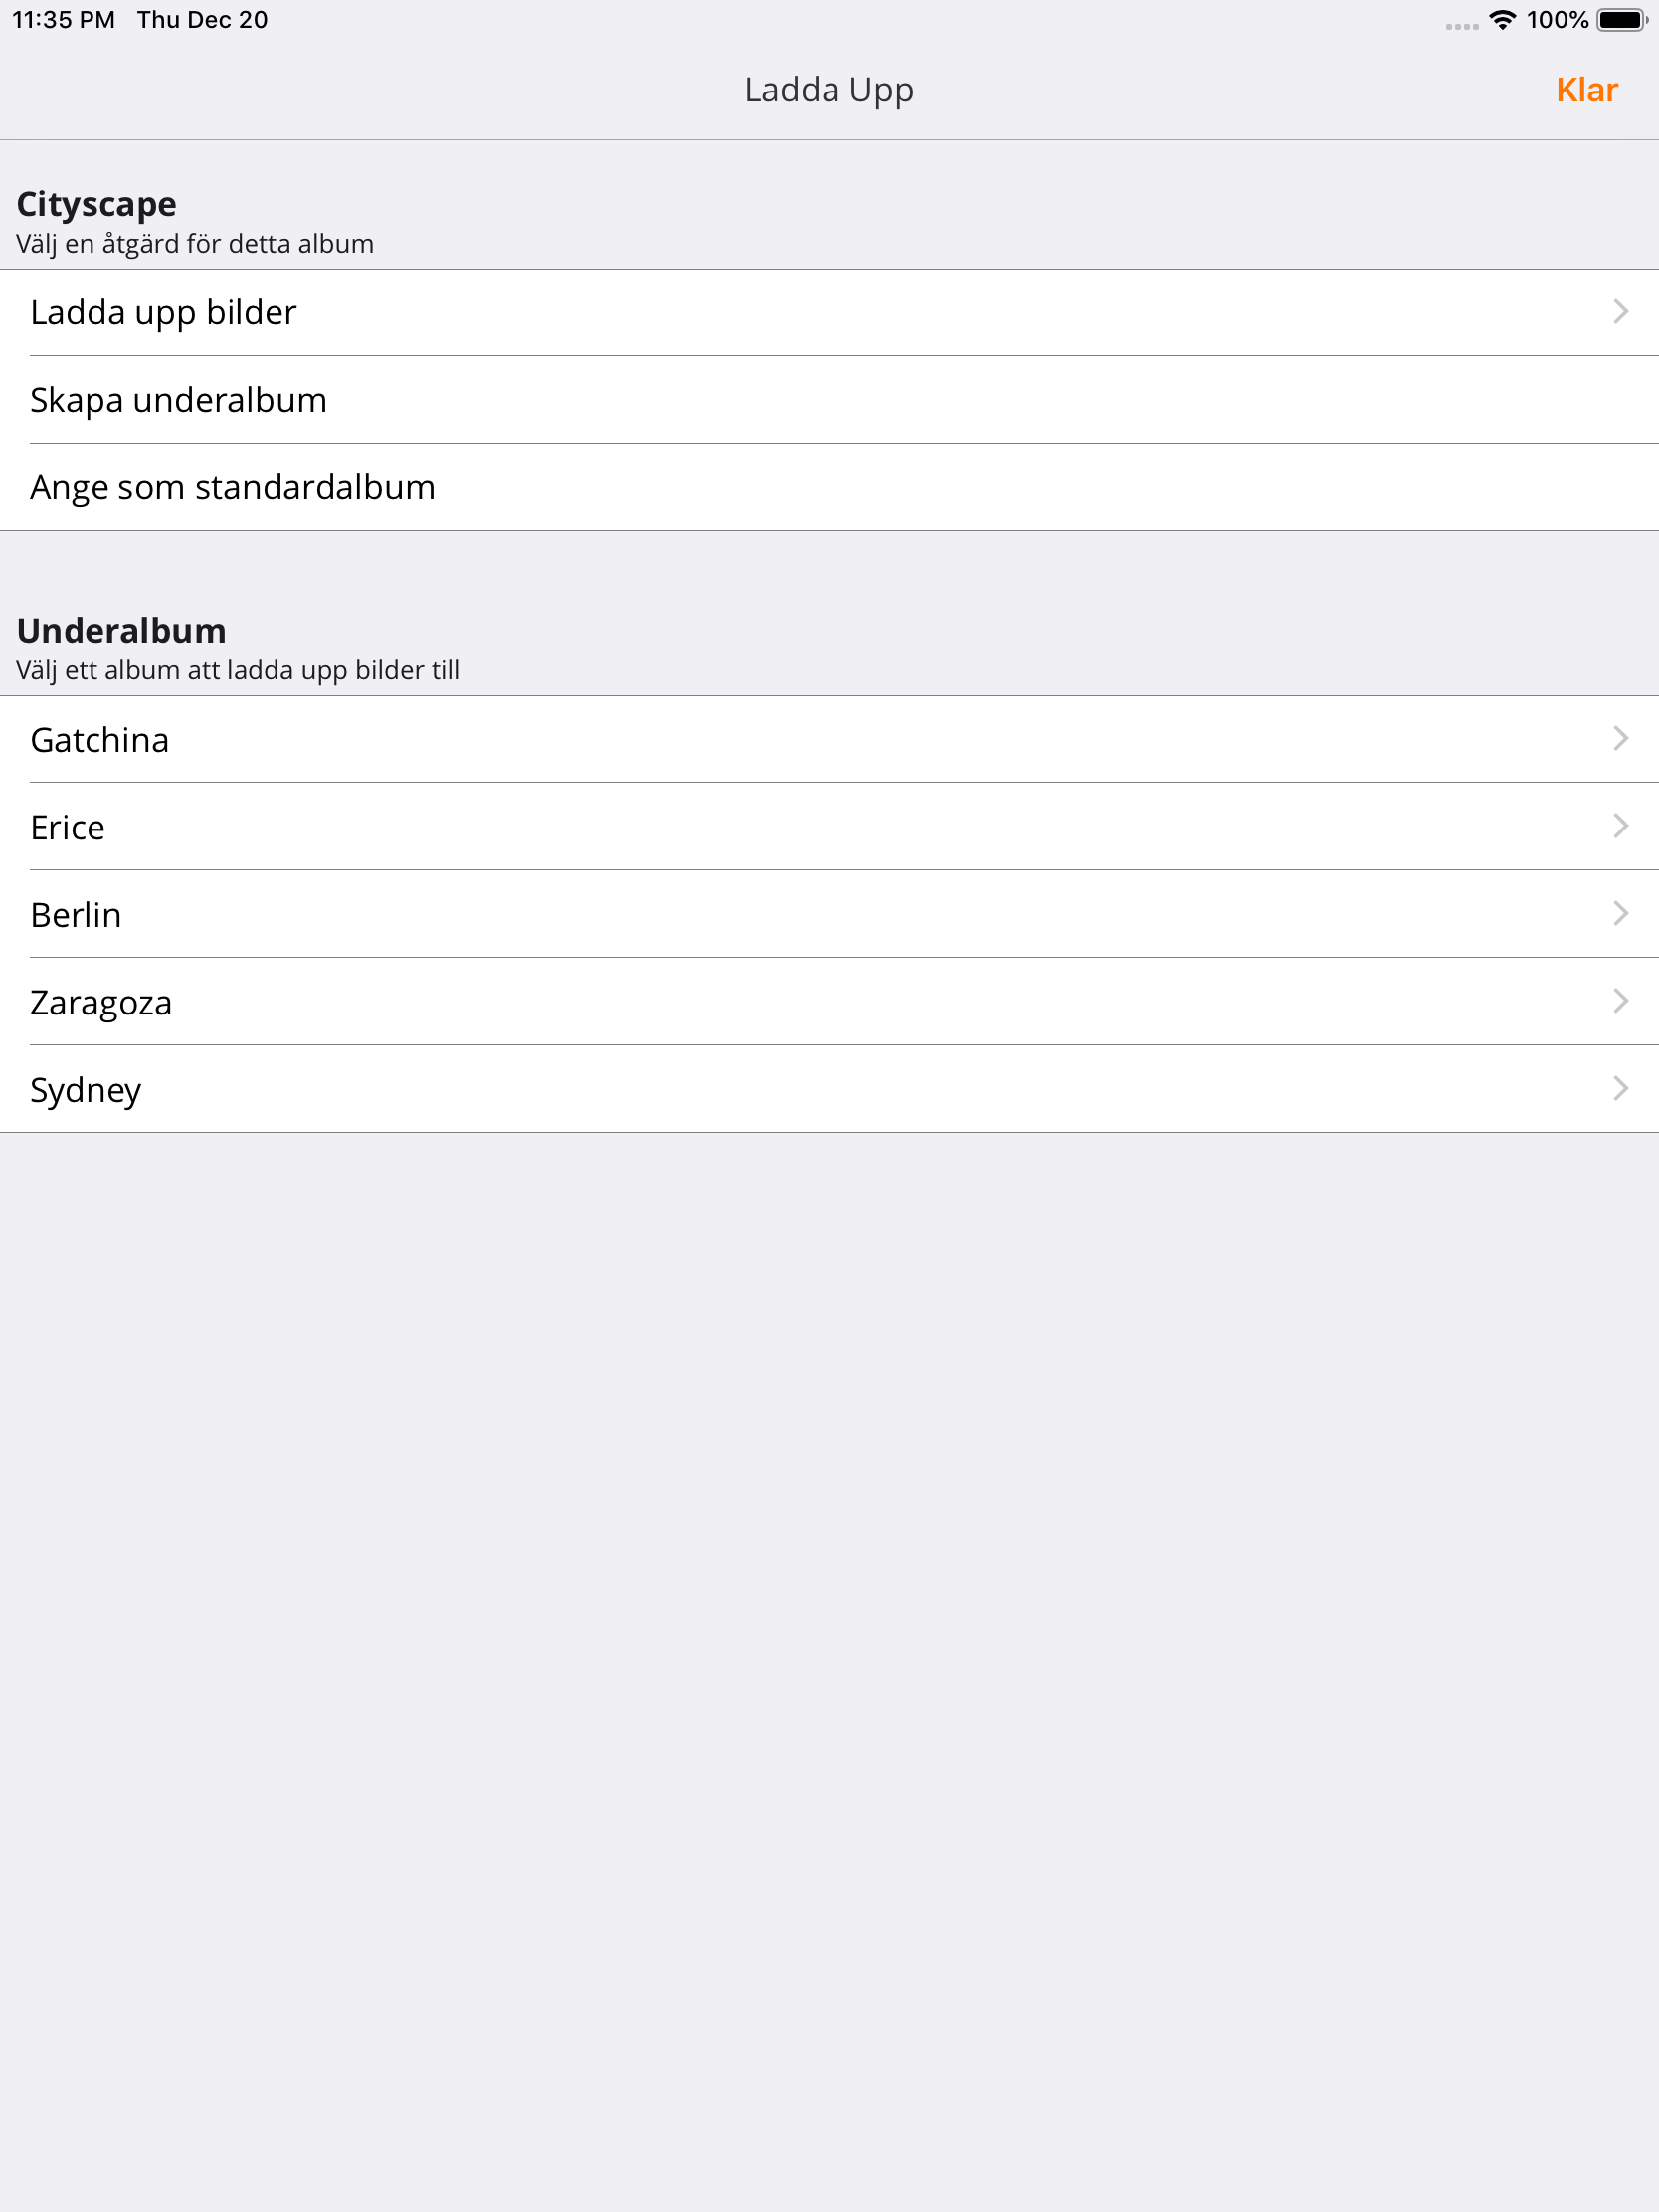 11:35 PM Thu Dec 20 100%
Ladda Upp Klar
Cityscape
Välj en åtgärd för detta album
Ladda upp bilder
Skapa underalbum
Ange som standardalbum
Underalbum
Välj ett album att ladda upp bilder till
Gatchina
Erice
Berlin
Zaragoza
Sydney